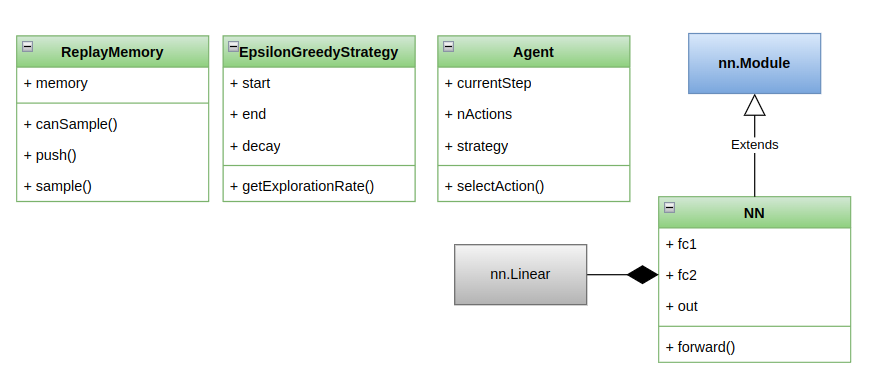 ReplayMemory
+ memory
+ canSample()
+ push()
+ sample()
EpsilonGreedyStrategy
+ start
+ end
+ decay
+ getExplorationRate()
Agent
+ currentStep
+ nActions
+ strategy
+ selectAction()
nn.Module
Extends
NN
+ fc1
+ fc2
+ out
+ forward()
nn.Linear